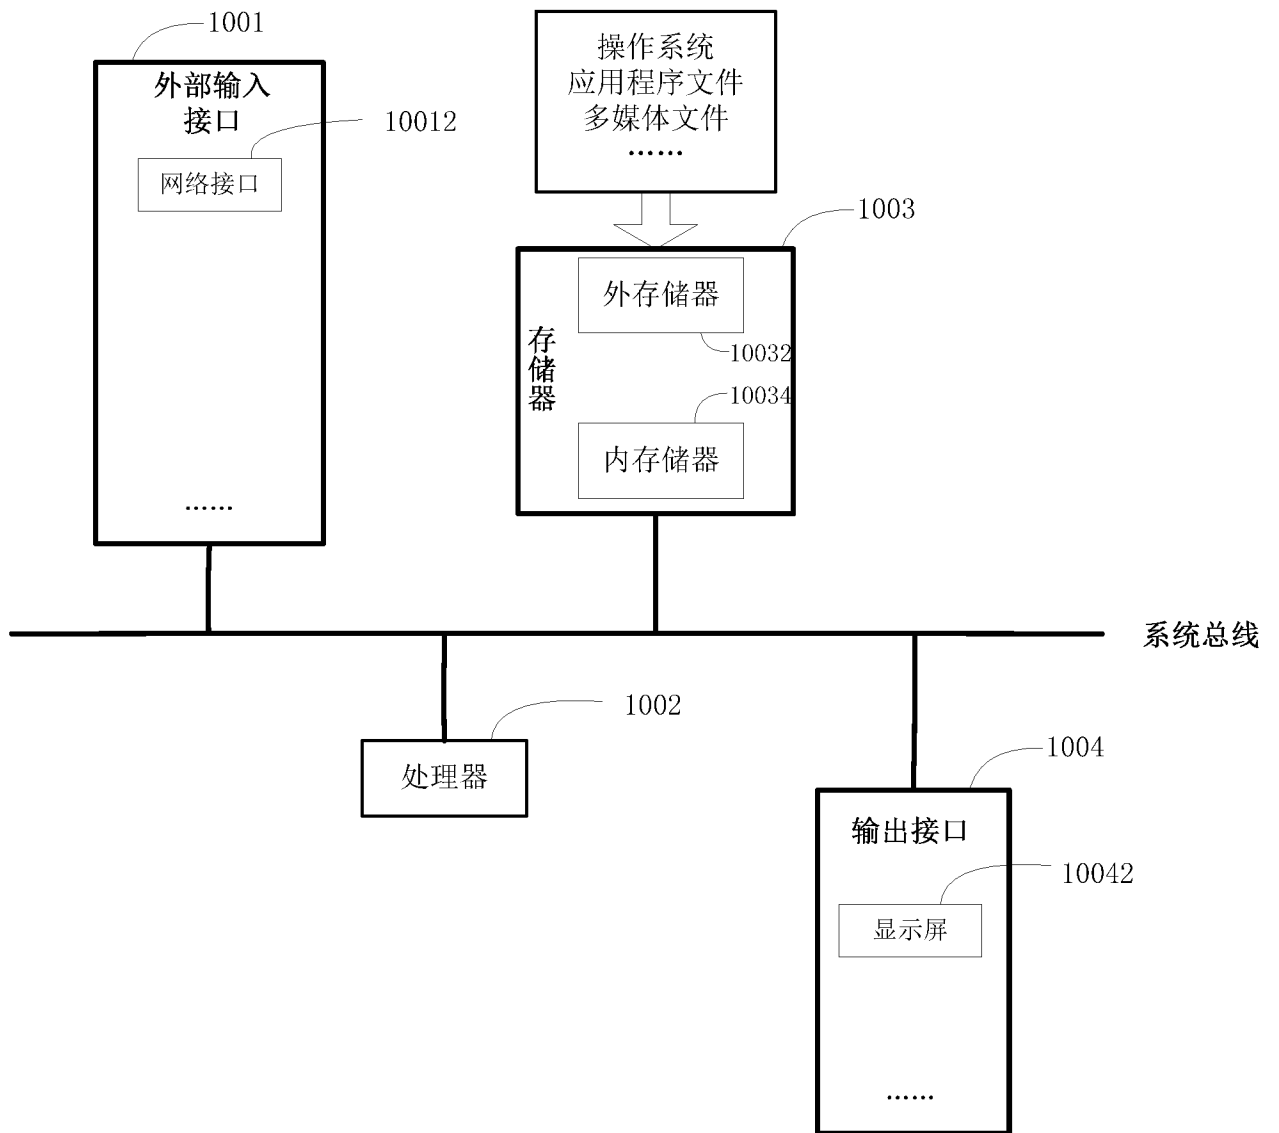 1001
外部输入
接口
10012
网络接口
……
操作系统
应用程序文件
多媒体文件
……
1003
外存储器
10032
存储器
10034
内存储器
系统总线
1002
处理器
1004
输出接口
10042
显示屏
……